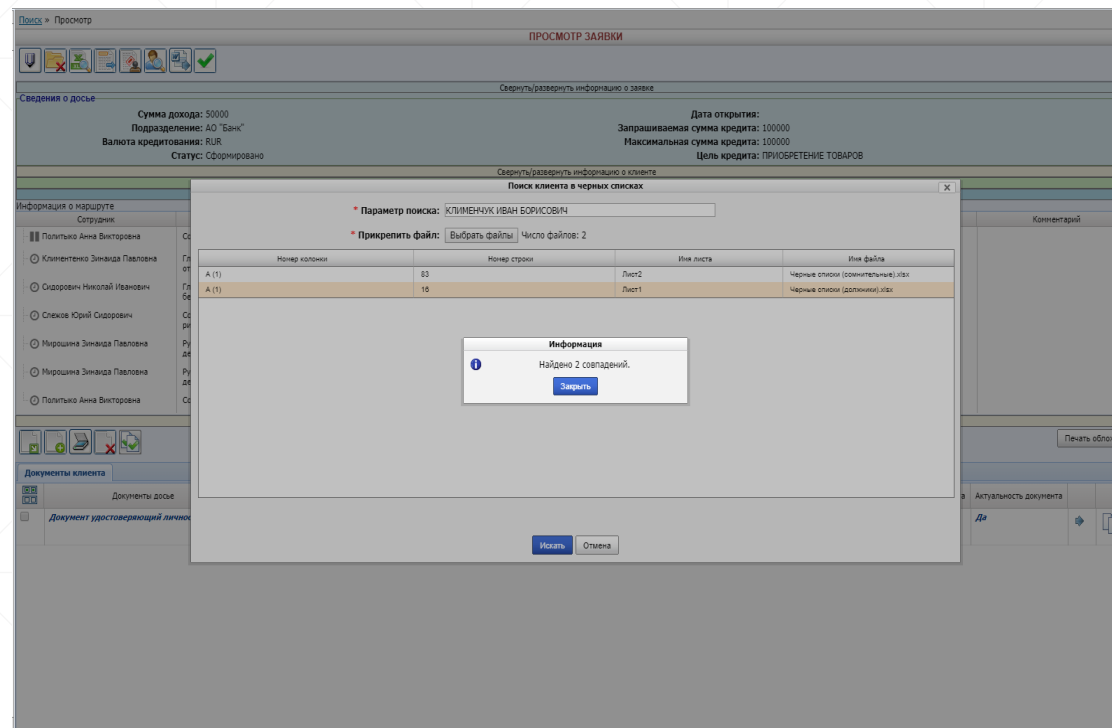 Поиск » Просмотр
ПРОСМОТР ЗАЯВКИ
Свернуть/развернуть информацию о заявке
Сведения о досье
Сумма дохода: 50000
Дата открытия:
Подразделение: АО "Банк"
Запрашиваемая сумма кредита: 100000
Валюта кредитования: RUR
Максимальная сумма кредита: 100000
Статус: Сформировано
Цель кредита: ПРИОБРЕТЕНИЕ ТОВАРОВ
Свернуть/развернуть информацию о клиенте
Поиск клиента в черных списках
Информация о маршруте
* Параметр поиска: КЛИМЕНЧУК ИВАН БОРИСОВИЧ
Сотрудник
Комментарий
* Прикрепить файл: Выбрать файлы Число файлов: 2
Политыко Анна Викторовна
Номер колонки Номер строки Имя листа Имя файла
Климентенко Зинаида Павловна
A (1) 83 Лист2 Черные списки (сомнительные).xlsx
A (1) 16 Лист1 Черные списки (должники).xlsx
Сидорович Николай Иванович
Слежов Юрий Сидорович
Мирошина Зинаида Павловна
Мирошина Зинаида Павловна
Политыко Анна Викторовна
Информация
Найдено 2 совпадений.
Закрыть
Печать обло
Документы клиента
Документы досье
Актуальность документа
Документ удостоверяющий лично
Да
Искать Отмена